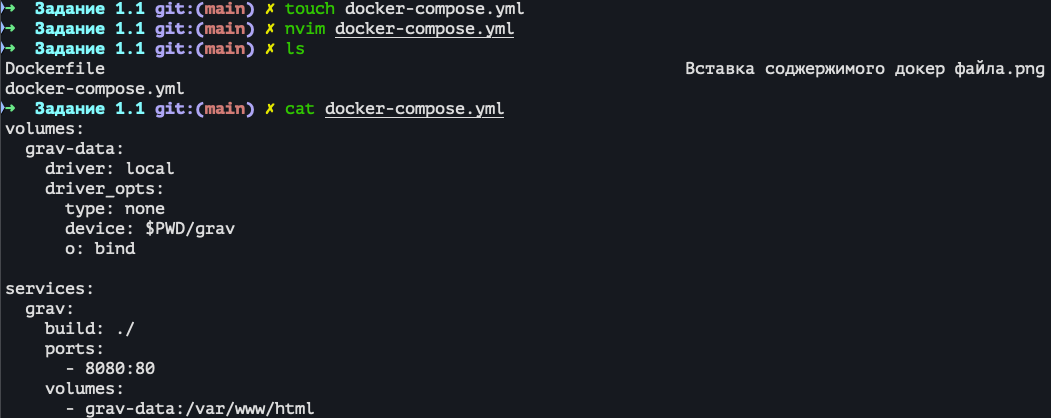 ➜ Задание 1.1 git:(main) ✗ touch docker-compose.yml
➜ Задание 1.1 git:(main) ✗ nvim docker-compose.yml
➜ Задание 1.1 git:(main) ✗ ls
Dockerfile Вставка соджержимого докер файла.png
docker-compose.yml
➜ Задание 1.1 git:(main) ✗ cat docker-compose.yml
volumes:
  grav-data:
    driver: local
    driver_opts:
      type: none
      device: $PWD/grav
      o: bind

services:
  grav:
    build: ./
    ports:
      - 8080:80
    volumes:
      - grav-data:/var/www/html